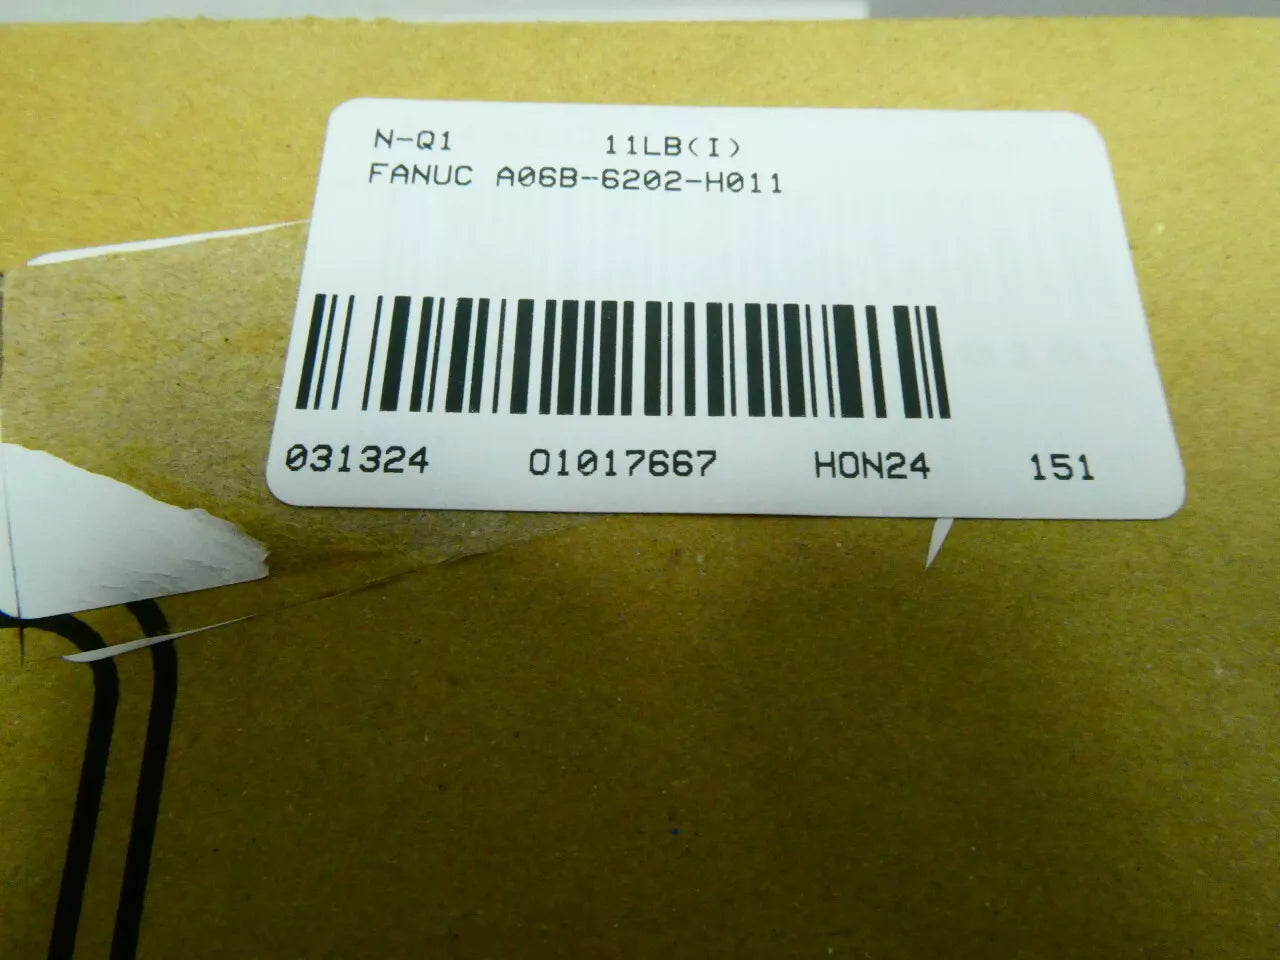 N-Q1 11LB(I)
FANUC A06B-6202-H011
031324 01017667 HON24 151